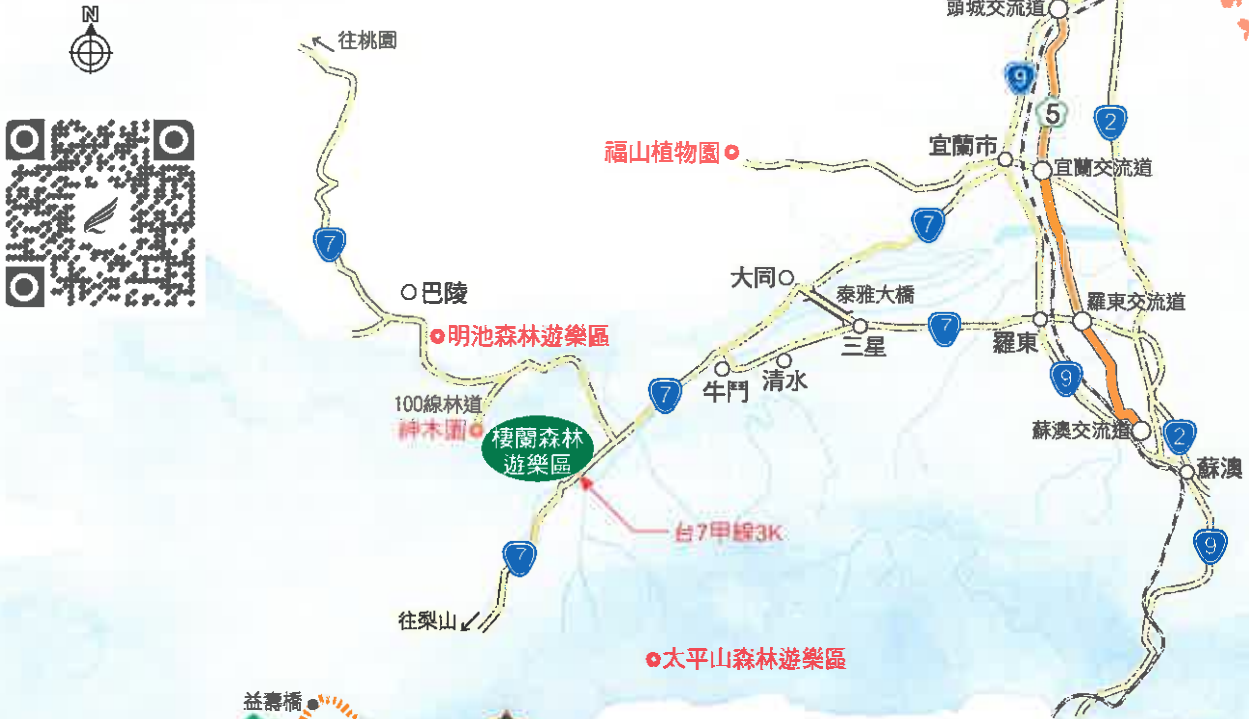 N
頭城交流道
往桃園
9
5
2
福山植物園
宜蘭市
宜蘭交流道
7
7
大同
泰雅大橋
巴陵
羅東交流道
明池森林遊樂區
三星
7
羅東
牛鬥
清水
9
7
100線林道
神木園
棲蘭森林
遊樂區
蘇澳交流道
2
蘇澳
台7甲線3K
7
9
往梨山
太平山森林遊樂區
益壽橋